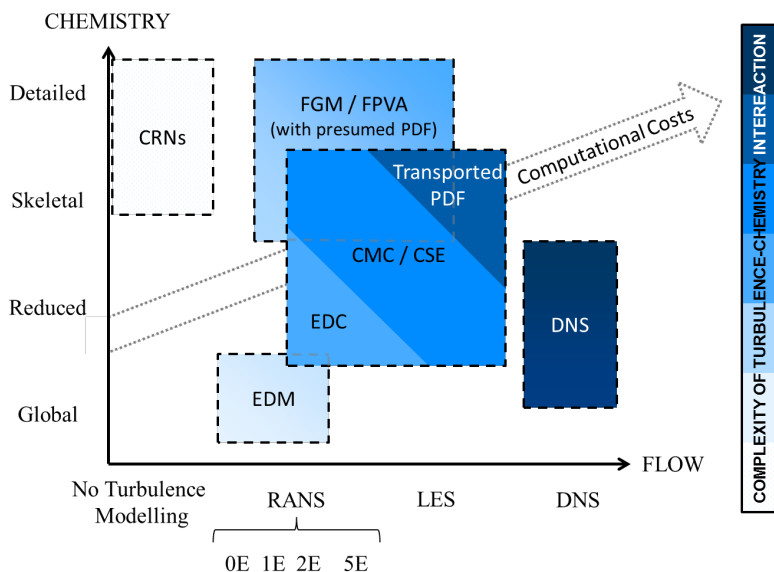 CHEMISTRY
Detailed
Skeletal
Reduced
Global
CRNs
FGM / FPVA
(with presumed PDF)
Transported
PDF
CMC / CSE
EDC
EDM
DNS
Computational Costs
FLOW
No Turbulence
Modelling
RANS
LES
DNS
0E 1E 2E 5E
COMPLEXITY OF TURBULENCE-CHEMISTRY INTEREACTION